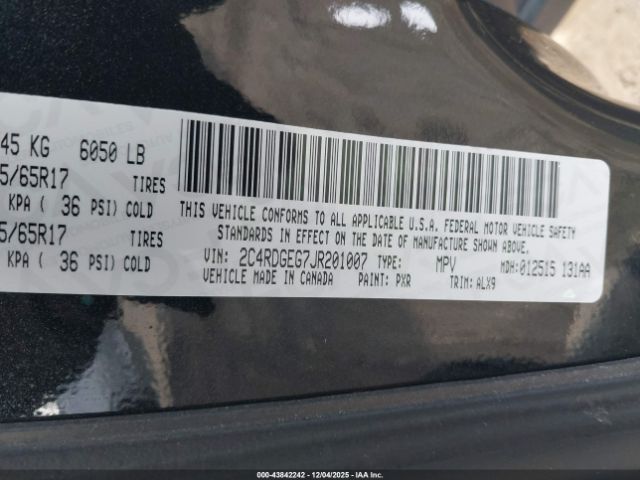 45 KG 6050 LB
5/65R17 TIRES
KPA ( 36 PSI) COLD
5/65R17 TIRES
KPA ( 36 PSI) COLD
THIS VEHICLE CONFORMS TO ALL APPLICABLE U.S.A. FEDERAL MOTOR VEHICLE SAFETY
STANDARDS IN EFFECT ON THE DATE OF MANUFACTURE SHOWN ABOVE.
VIN: 2C4RDGEG7JR201007 TYPE: MPV MDH:012515 131AA
VEHICLE MADE IN CANADA PAINT: PXR TRIM: ALX9
000-43842242 - 12/04/2025 - IAA Inc.